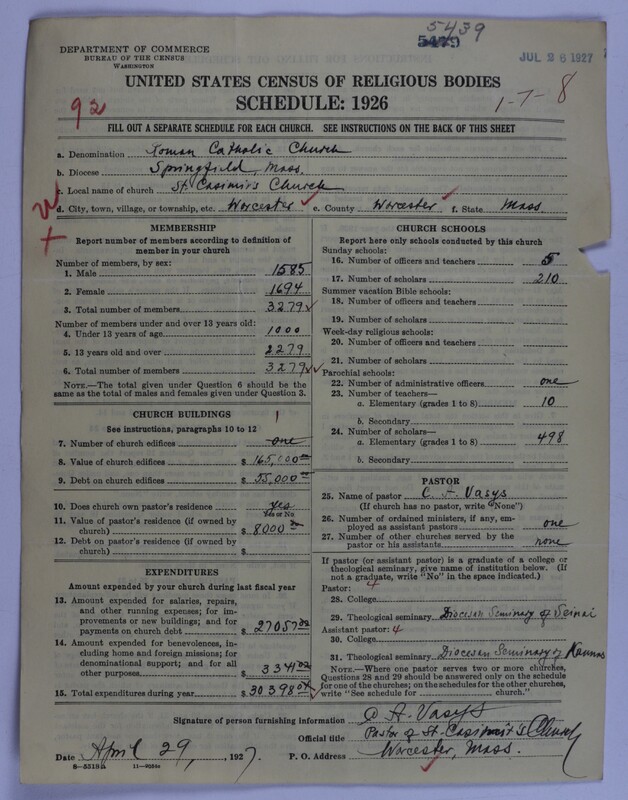 5439
5479
JUL 26 1927
DEPARTMENT OF COMMERCE
BUREAU OF THE CENSUS
WASHINGTON
UNITED STATES CENSUS OF RELIGIOUS BODIES
SCHEDULE: 1926
92
1-7-8
FILL OUT A SEPARATE SCHEDULE FOR EACH CHURCH. SEE INSTRUCTIONS ON THE BACK OF THIS SHEET
a. Denomination Roman Catholic Church
b. Diocese Springfield, Mass.
c. Local name of church St. Casimir's Church
d. City, town, village, or township, etc. Worcester e. County Worcester f. State Mass.
MEMBERSHIP
Report number of members according to definition of
member in your church
Number of members, by sex:
1. Male 1585
2. Female 1694
3. Total number of members 3279
Number of members under and over 13 years old:
4. Under 13 years of age 1000
5. 13 years old and over 2279
6. Total number of members 3279
NOTE.—The total given under Question 6 should be
the same as the total of males and females given under Question 3.
CHURCH BUILDINGS 1
See instructions, paragraphs 10 to 12
7. Number of church edifices one
8. Value of church edifices $ 165,000.00
9. Debt on church edifices $ 55,000.00
10. Does church own pastor's residence yes
Yes or No
11. Value of pastor's residence (if owned by
church) $ 8000.00
12. Debt on pastor's residence (if owned by
church) $
EXPENDITURES
Amount expended by your church during last fiscal year
13. Amount expended for salaries, repairs,
and other running expenses; for im-
provements or new buildings; and for
payments on church debt $ 27057.02
14. Amount expended for benevolences, in-
cluding home and foreign missions; for
denominational support; and for all
other purposes $ 3341.02
15. Total expenditures during year $ 30398.04
CHURCH SCHOOLS
Report here only schools conducted by this church
Sunday schools:
16. Number of officers and teachers 5
17. Number of scholars 210
Summer vacation Bible schools:
18. Number of officers and teachers
19. Number of scholars
Week-day religious schools:
20. Number of officers and teachers
21. Number of scholars
Parochial schools:
22. Number of administrative officers one
23. Number of teachers—
a. Elementary (grades 1 to 8) 10
b. Secondary
24. Number of scholars—
a. Elementary (grades 1 to 8) 498
b. Secondary
PASTOR
25. Name of pastor C. A. Vasys
(If church has no pastor, write "None")
26. Number of ordained ministers, if any, em-
ployed as assistant pastors one
27. Number of other churches served by the
pastor or his assistants none
If pastor (or assistant pastor) is a graduate of a college or
theological seminary, give name of institution below. (If
not a graduate, write "No" in the space indicated.)
Pastor: 4
28. College
29. Theological seminary Diocesan Seminary of Seinai
Assistant pastor: 4
30. College
31. Theological seminary Diocesan Seminary of Kaunas
NOTE.—Where one pastor serves two or more churches,
Questions 28 and 29 should be answered only on the schedule
for one of the churches; on the schedules for the other churches,
write "See schedule for church."
Signature of person furnishing information C. A. Vasys
Official title Pastor of St. Casimir's Church
Date April 29, 1927. P. O. Address Worcester, Mass.